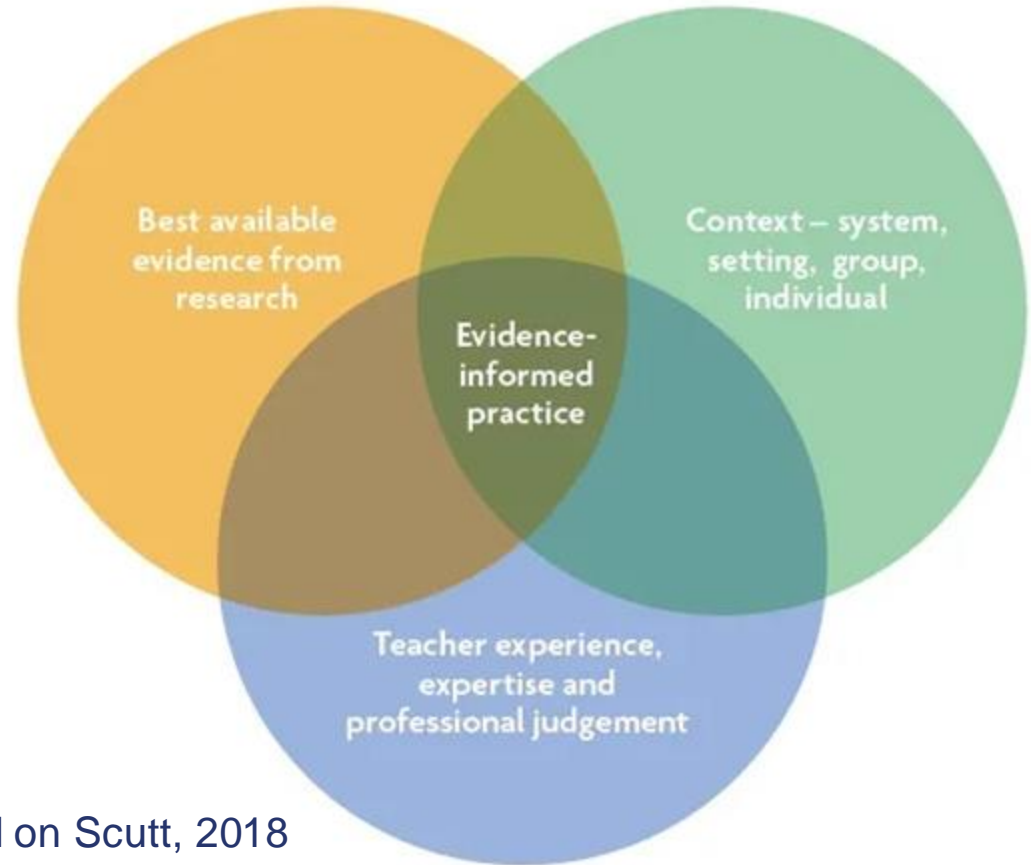 Best available
evidence from
research
Context – system,
setting, group,
individual
Evidence-
informed
practice
Teacher experience,
expertise and
professional judgement
on Scutt, 2018